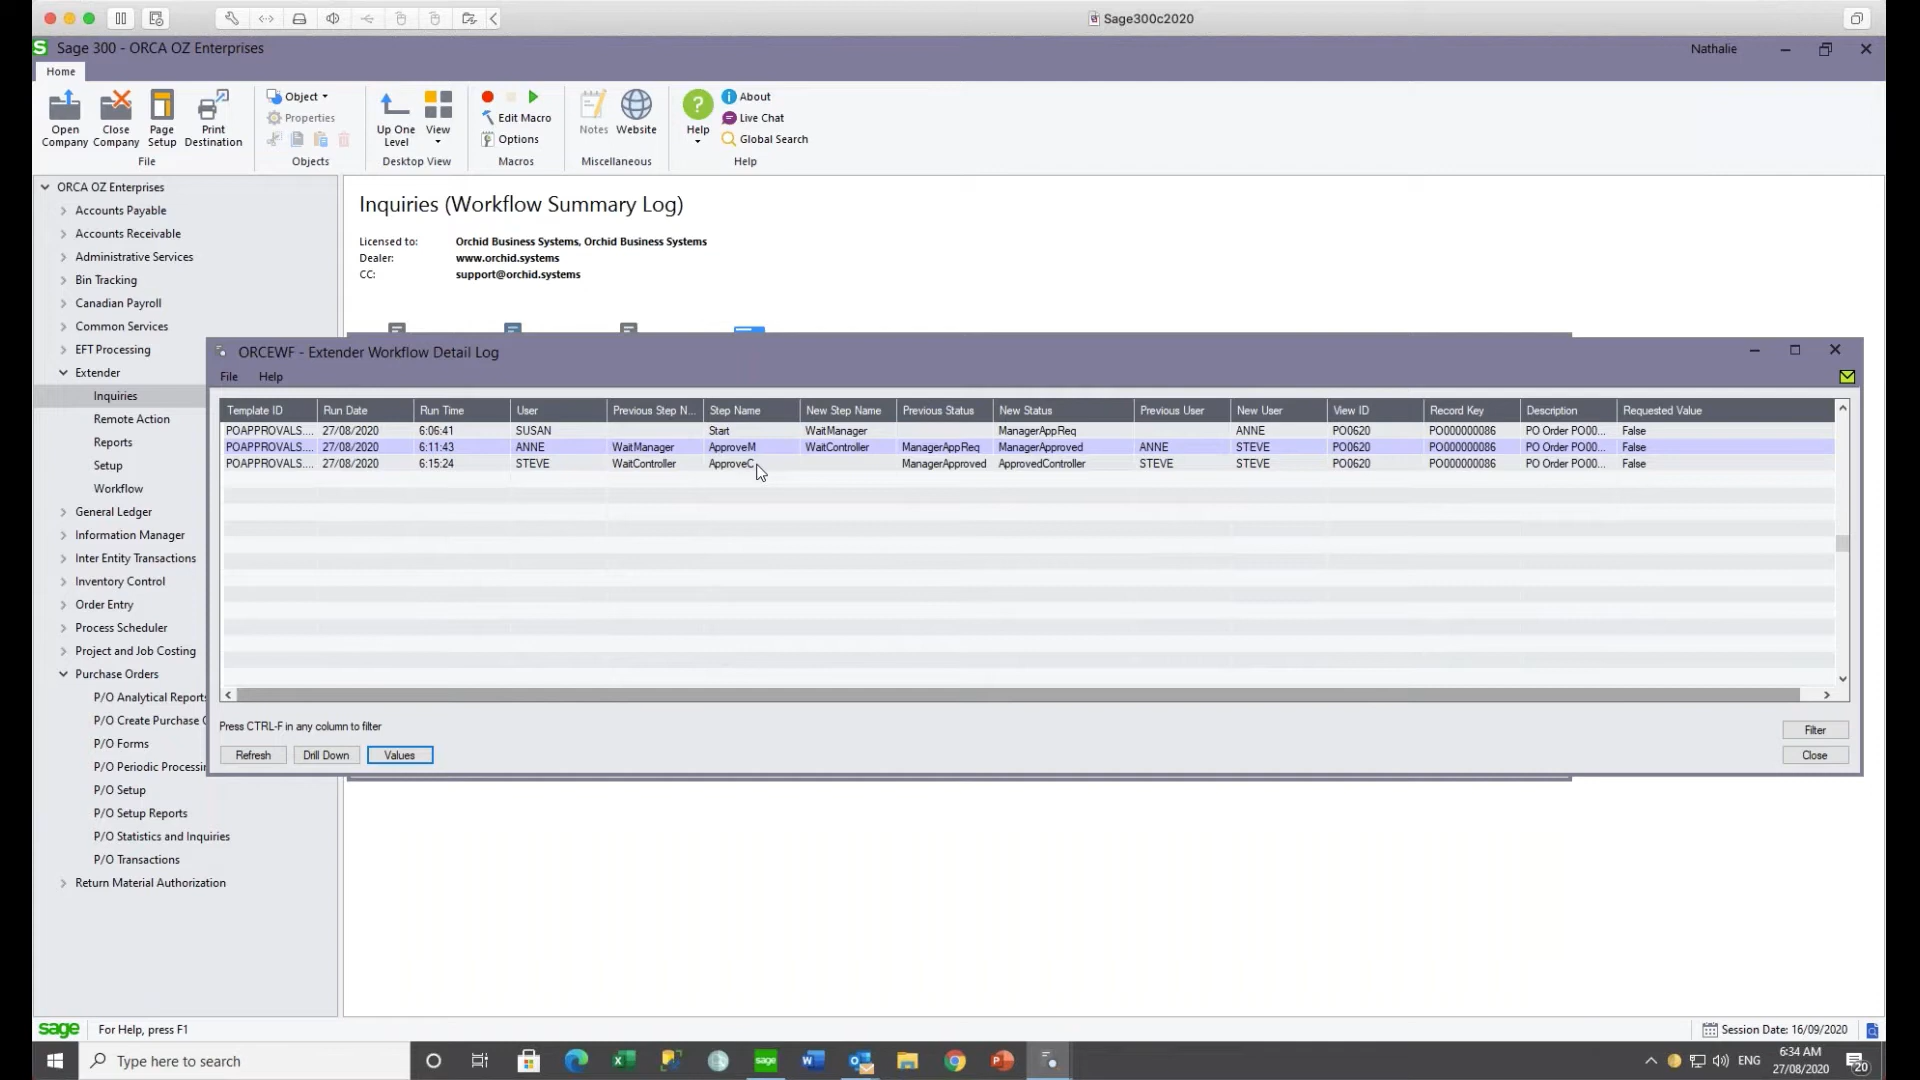 Sage300c2020
Sage 300 - ORCA OZ Enterprises
Nathalie
Home
Open Company
Close Company
Page Setup
Print Destination
File
Object
Properties
Objects
Up One Level
View
Desktop View
Edit Macro
Options
Macros
Notes
Website
Miscellaneous
Help
About
Live Chat
Global Search
Help
ORCA OZ Enterprises
Accounts Payable
Accounts Receivable
Administrative Services
Bin Tracking
Canadian Payroll
Common Services
EFT Processing
Extender
Inquiries
Remote Action
Reports
Setup
Workflow
General Ledger
Information Manager
Inter Entity Transactions
Inventory Control
Order Entry
Process Scheduler
Project and Job Costing
Purchase Orders
P/O Analytical Reports
P/O Create Purchase
P/O Forms
P/O Periodic Processin
P/O Setup
P/O Setup Reports
P/O Statistics and Inquiries
P/O Transactions
Return Material Authorization
Inquiries (Workflow Summary Log)
Licensed to: Orchid Business Systems, Orchid Business Systems
Dealer: www.orchid.systems
CC: support@orchid.systems
ORCEWF - Extender Workflow Detail Log
File Help
Template ID Run Date Run Time User Previous Step N... Step Name New Step Name Previous Status New Status Previous User New User View ID Record Key Description Requested Value
POAPPROVALS.... 27/08/2020 6:06:41 SUSAN Start WaitManager ManagerAppReq ANNE PO0620 PO000000086 PO Order PO00... False
POAPPROVALS.... 27/08/2020 6:11:43 ANNE WaitManager ApproveM WaitController ManagerAppReq ManagerApproved ANNE STEVE PO0620 PO000000086 PO Order PO00... False
POAPPROVALS.... 27/08/2020 6:15:24 STEVE WaitController ApproveC ManagerApproved ApprovedController STEVE STEVE PO0620 PO000000086 PO Order PO00... False
Press CTRL-F in any column to filter
Filter
Refresh Drill Down Values Close
sage For Help, press F1
Session Date: 16/09/2020
Type here to search
sage
ENG
6:34 AM
27/08/2020
20